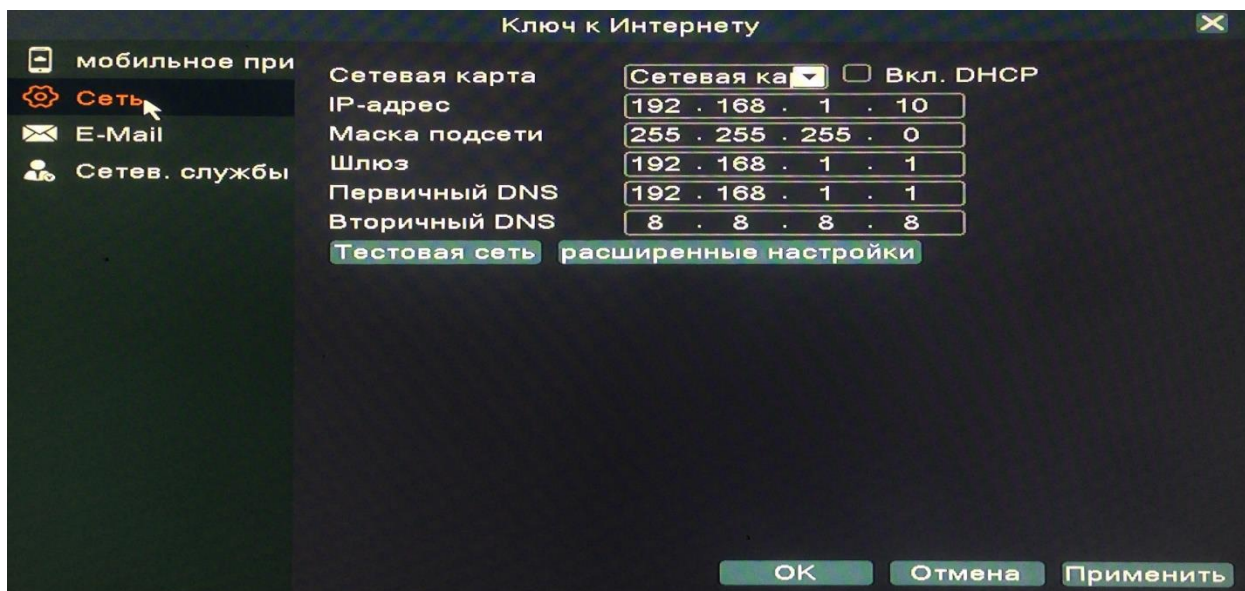 Ключ к Интернету
мобильное при
Сеть
E-Mail
Сетев. службы
Сетевая карта Сетевая ка Вкл. DHCP
IP-адрес 192 . 168 . 1 . 10
Маска подсети 255 . 255 . 255 . 0
Шлюз 192 . 168 . 1 . 1
Первичный DNS 192 . 168 . 1 . 1
Вторичный DNS 8 . 8 . 8 . 8
Тестовая сеть расширенные настройки
OK Отмена Применить